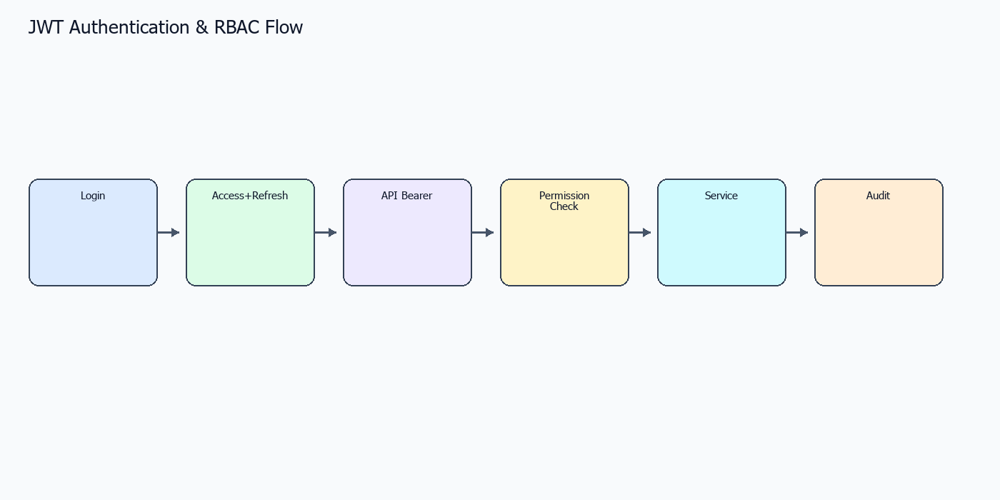 JWT Authentication & RBAC Flow
Login
Access+Refresh
API Bearer
Permission
Check
Service
Audit